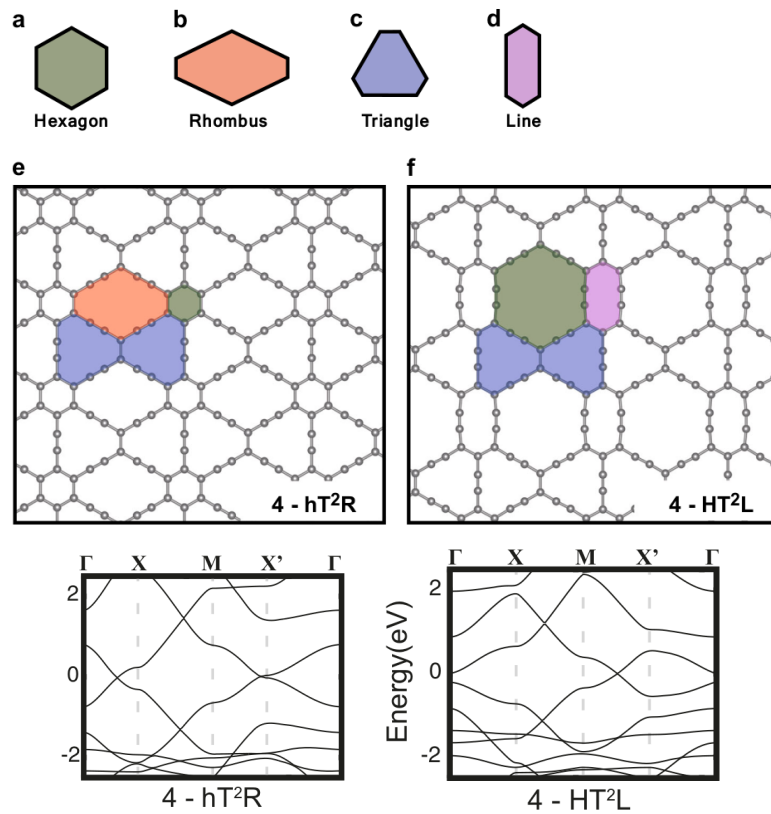 a b c d
Hexagon Rhombus Triangle Line
e f
4 - hT²R 4 - HT²L
Γ X M X’ Γ Γ X M X’ Γ
2 2
0 0
-2 -2
Energy(eV)
4 - hT²R 4 - HT²L